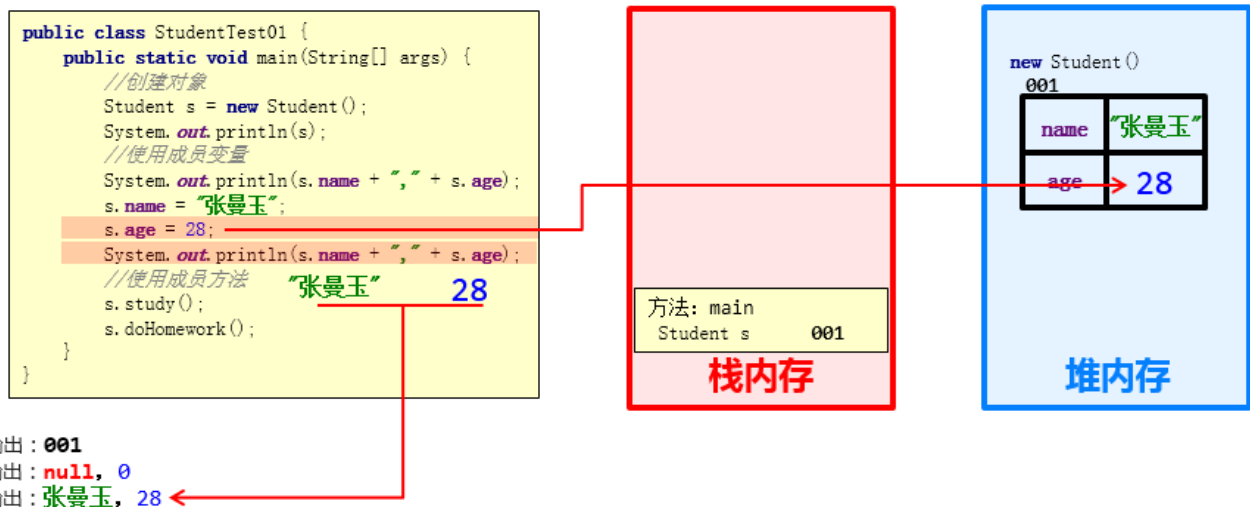 public class StudentTest01 {
public static void main(String[] args) {
//创建对象
Student s = new Student();
System.out.println(s);
//使用成员变量
System.out.println(s.name + "," + s.age);
s.name = "张曼玉";
s.age = 28;
System.out.println(s.name + "," + s.age);
//使用成员方法
"张曼玉" 28
s.study();
s.doHomework();
}
}
方法：main
Student s 001
栈内存
new Student()
001
name "张曼玉"
age 28
堆内存
出：001
出：null，0
出：张曼玉，28